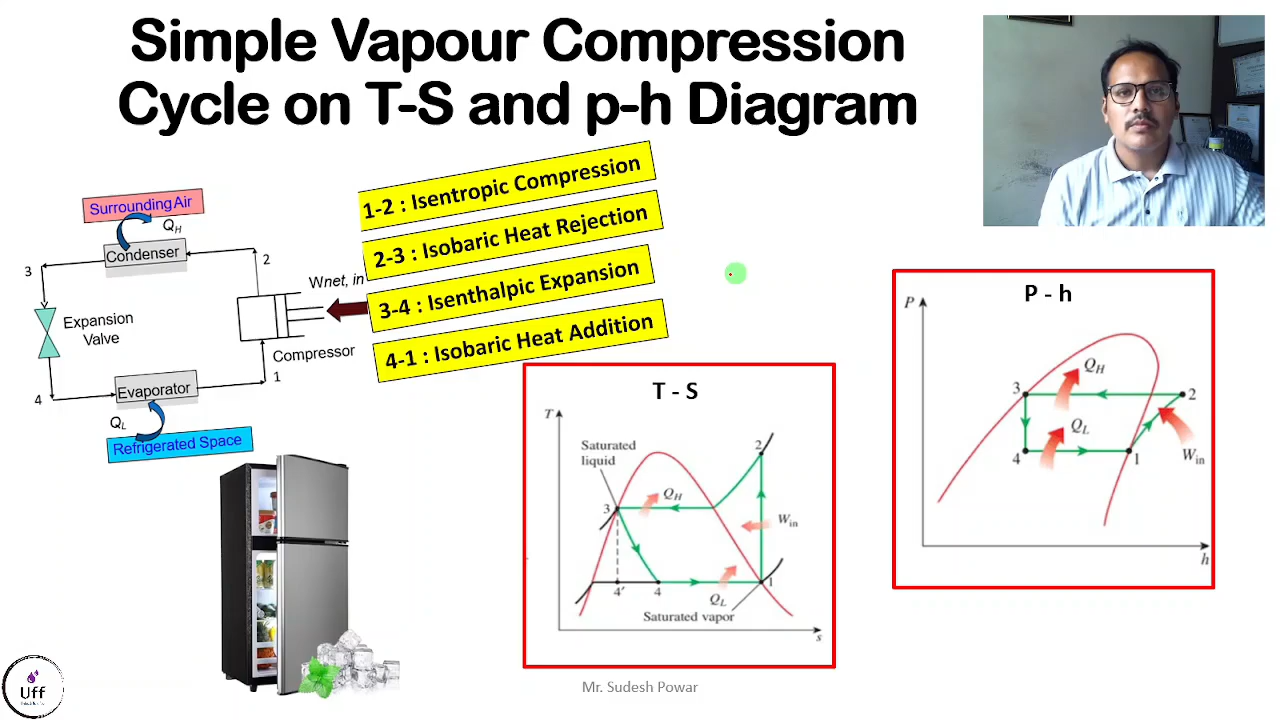 Simple Vapour Compression
Cycle on T-S and p-h Diagram
1-2 : Isentropic Compression
2-3 : Isobaric Heat Rejection
3-4 : Isenthalpic Expansion
4-1 : Isobaric Heat Addition
Surrounding Air
QH
Condenser
3
2
Wnet, in
Expansion
Valve
Compressor
4
Evaporator
1
QL
Refrigerated Space
T - S
T
Saturated
liquid
2
3
QH
Win
4'
4
1
QL
Saturated vapor
s
P - h
P
QH
3
2
QL
4
1
Win
h
Uff
Mr. Sudesh Powar